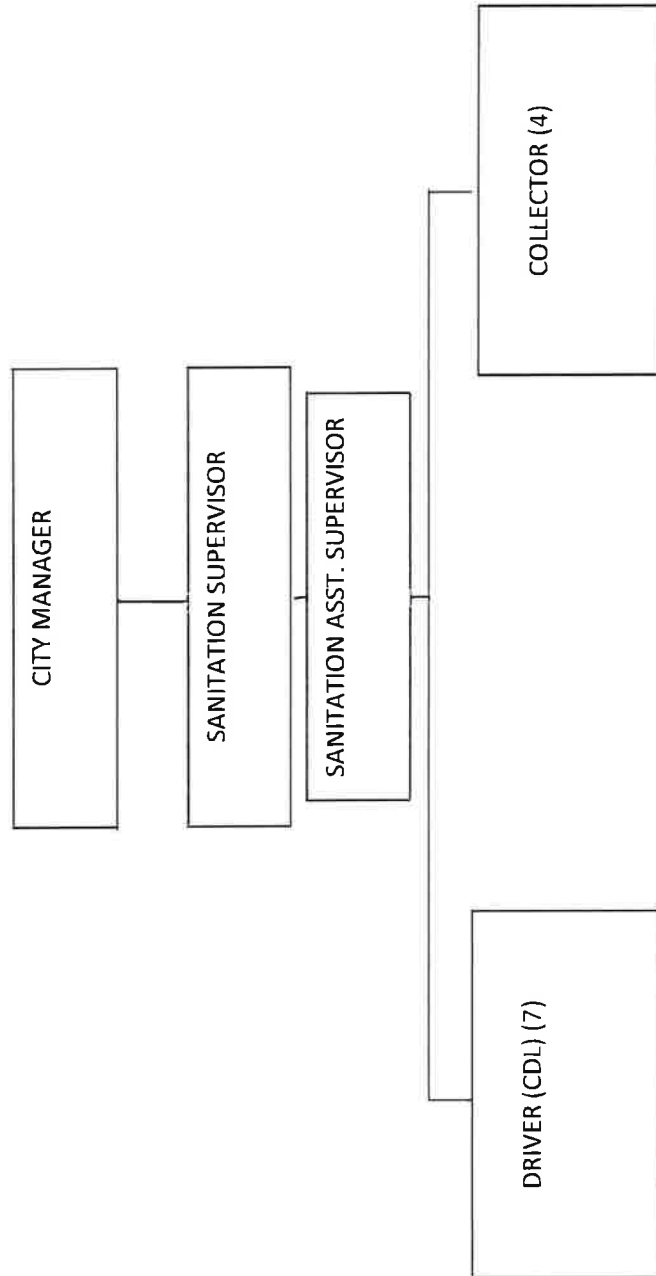 CITY MANAGER
SANITATION SUPERVISOR
SANITATION ASST. SUPERVISOR
DRIVER (CDL) (7)
COLLECTOR (4)